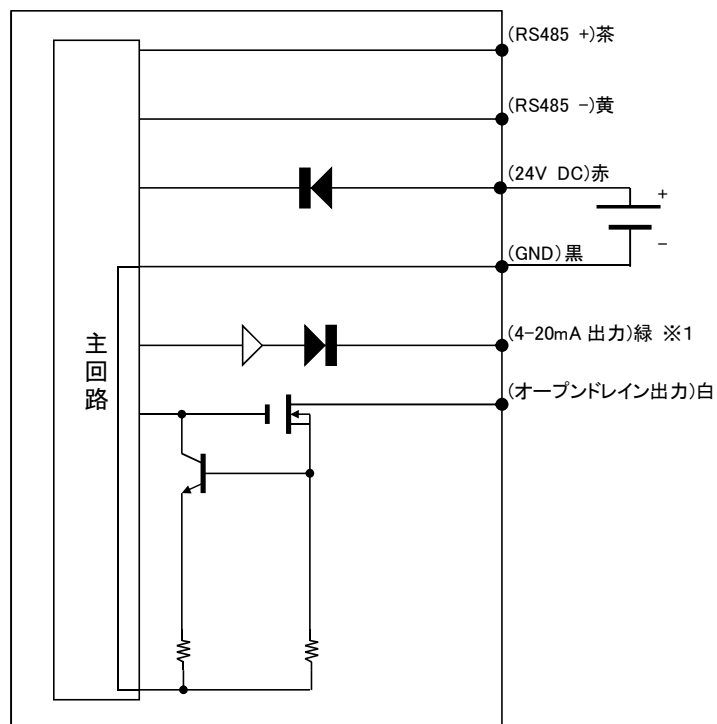 (RS485 +)茶
(RS485 −)黄
(24V DC)赤
+
−
(GND)黒
主回路
(4−20mA 出力)緑 ※1
(オープンドレイン出力)白